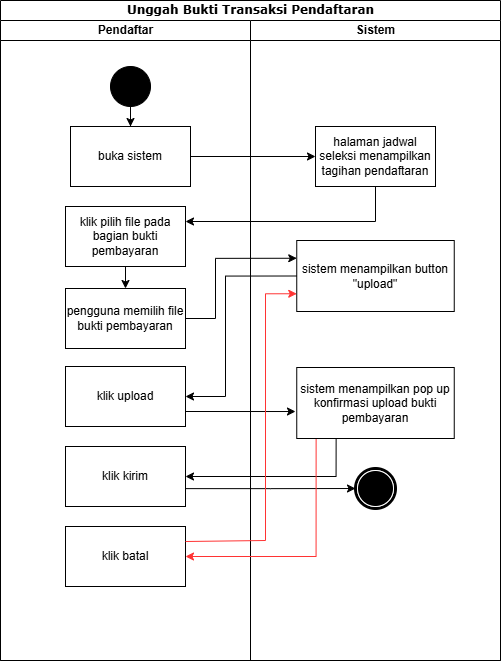 Unggah Bukti Transaksi Pendaftaran
Pendaftar
Sistem
buka sistem
halaman jadwal
seleksi menampilkan
tagihan pendaftaran
klik pilih file pada
bagian bukti
pembayaran
sistem menampilkan button
"upload"
pengguna memilih file
bukti pembayaran
klik upload
sistem menampilkan pop up
konfirmasi upload bukti
pembayaran
klik kirim
klik batal